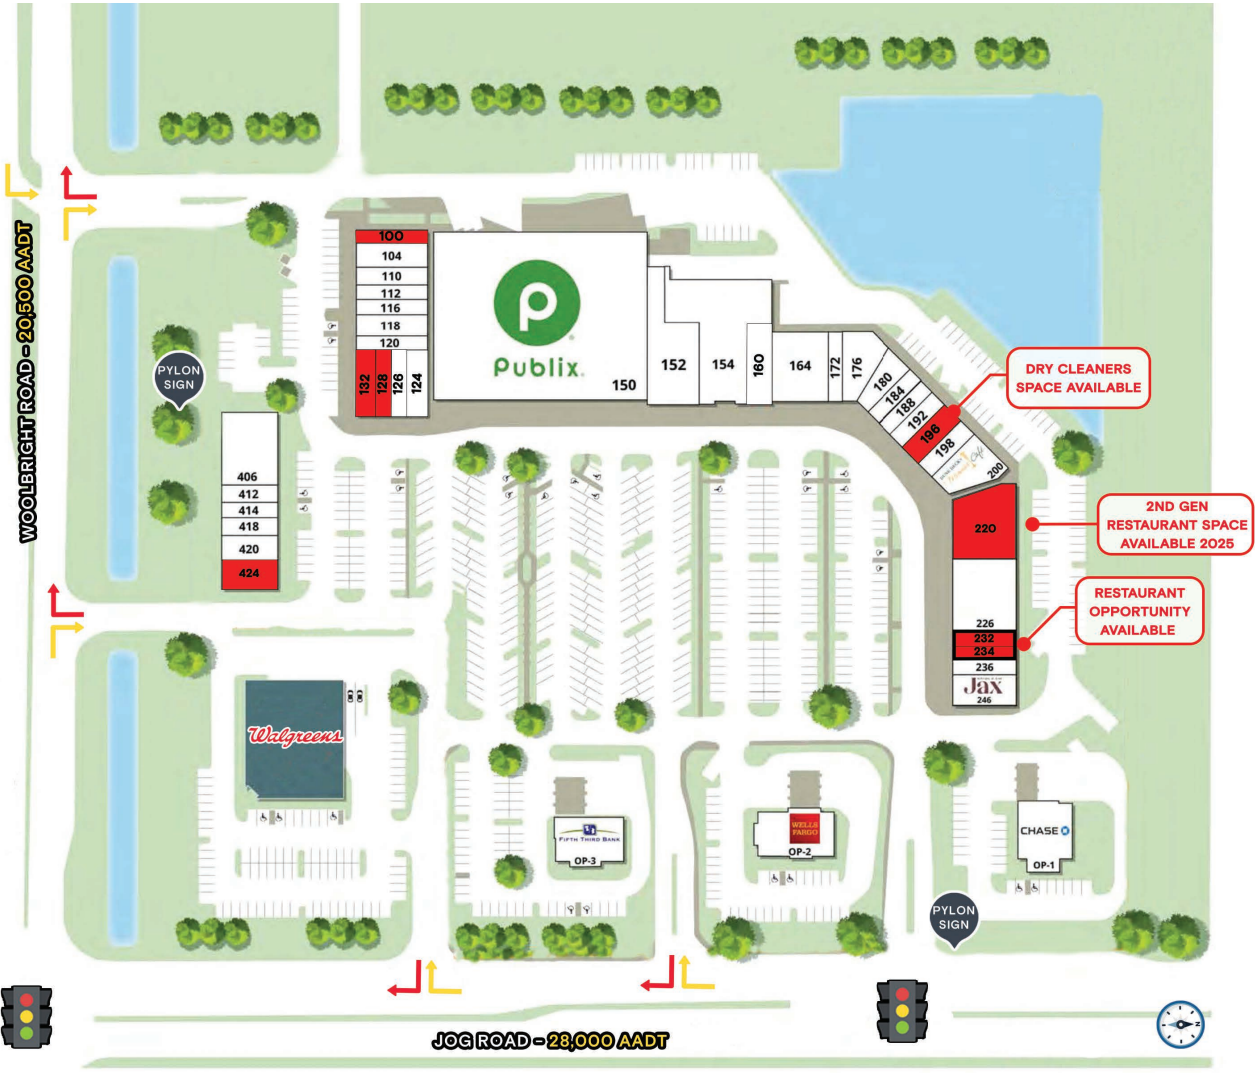 WOOLBRIGHT ROAD - 20,500 AADT
PYLON
SIGN
100
104
110
112
116
118
120
132
128
126
124
Publix.
150
152
154
160
164
172
176
180
184
188
192
196
198
200
DRY CLEANERS
SPACE AVAILABLE
220
2ND GEN
RESTAURANT SPACE
AVAILABLE 2025
226
232
234
RESTAURANT
OPPORTUNITY
AVAILABLE
236
Jax
246
406
412
414
418
420
424
Walgreens
FIFTH THIRD BANK
OP-3
WELLS
FARGO
OP-2
CHASE
OP-1
PYLON
SIGN
JOG ROAD - 28,000 AADT
N